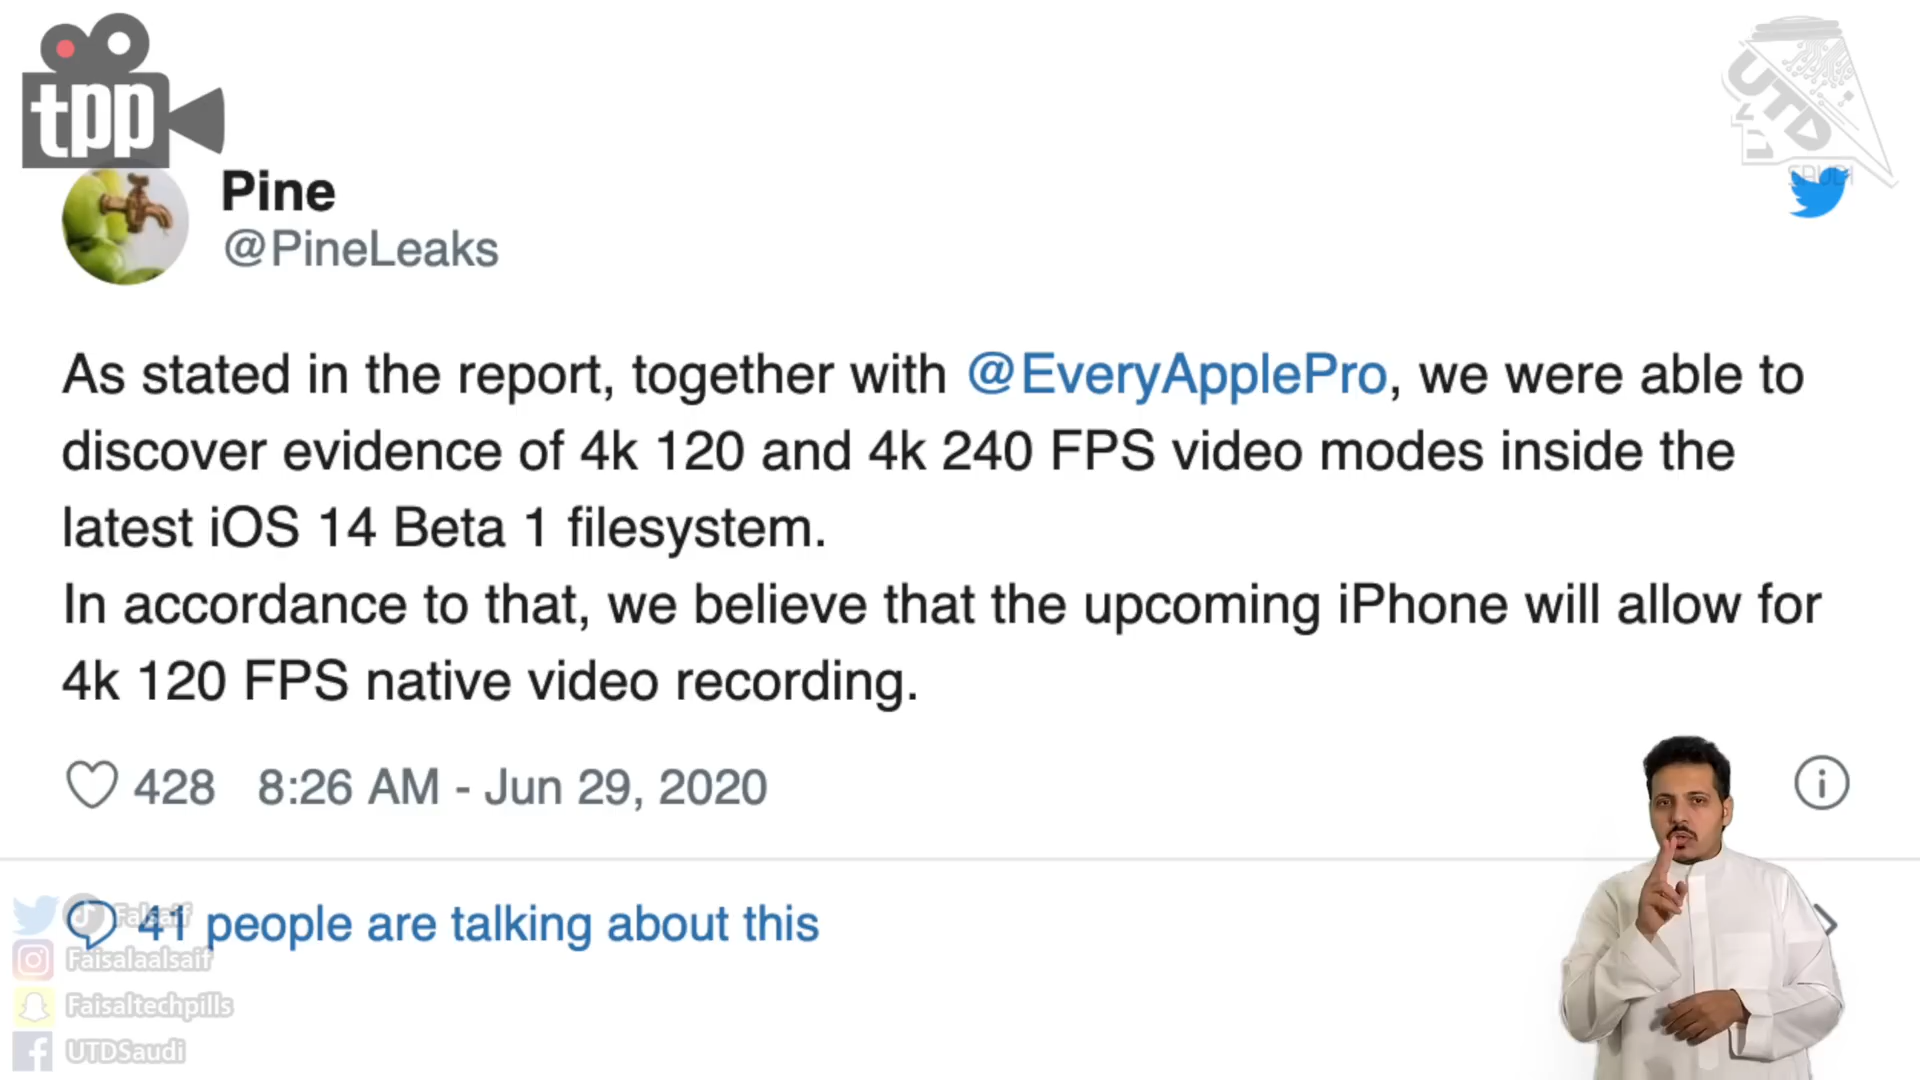 tpp
UTD
SAUDI
Pine
@PineLeaks
As stated in the report, together with @EveryApplePro, we were able to
discover evidence of 4k 120 and 4k 240 FPS video modes inside the
latest iOS 14 Beta 1 filesystem.
In accordance to that, we believe that the upcoming iPhone will allow for
4k 120 FPS native video recording.
428 8:26 AM - Jun 29, 2020
41 people are talking about this
Falsaif
Faisalaalsaif
Faisaltechpills
UTDSaudi